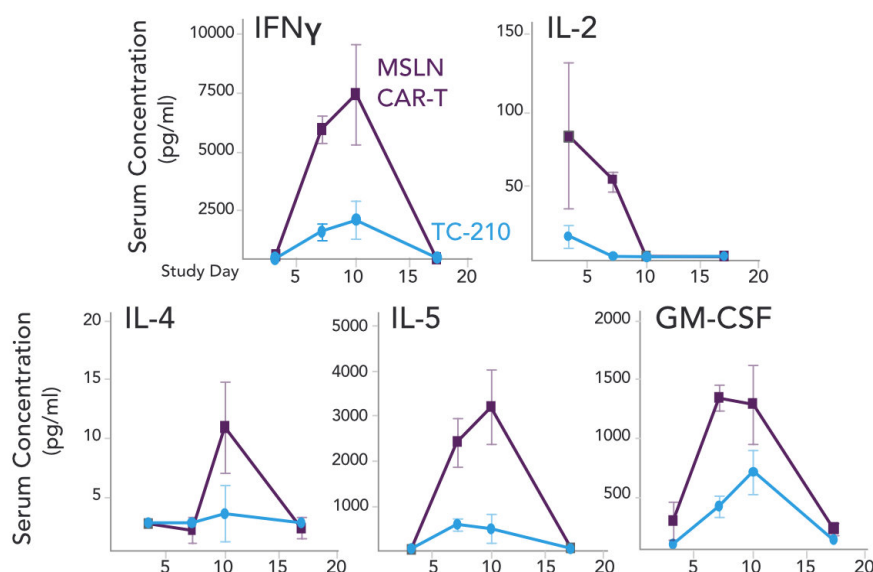 IFNγ
10000
7500
5000
2500
Serum Concentration
(pg/ml)
MSLN
CAR-T
TC-210
Study Day
5 10 15 20
IL-2
150
100
50
5 10 15 20
IL-4
20
15
10
5
Serum Concentration
(pg/ml)
5 10 15 20
IL-5
5000
4000
3000
2000
1000
5 10 15 20
GM-CSF
2000
1500
1000
500
5 10 15 20